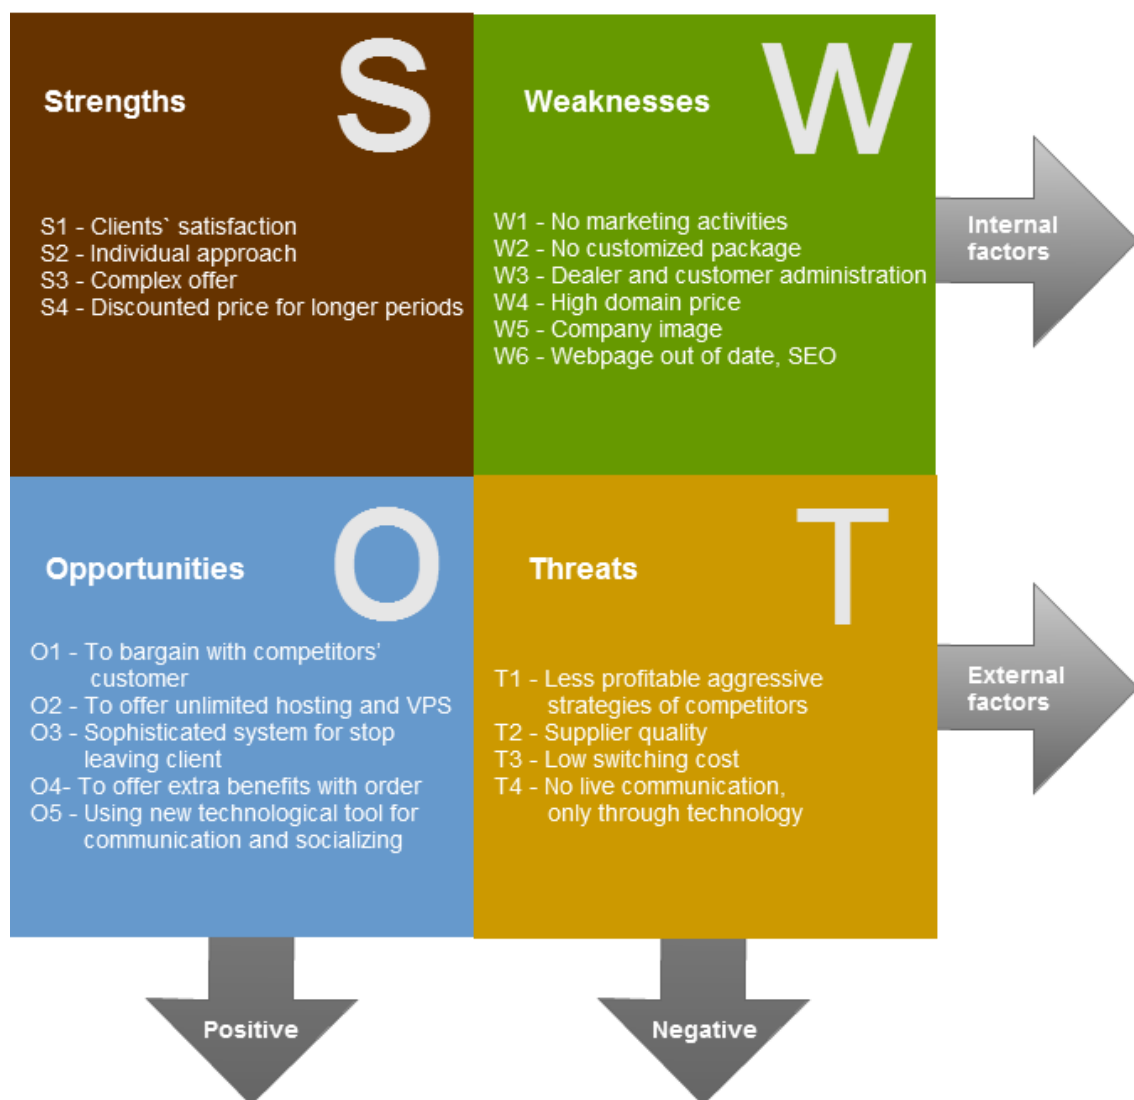 Strengths
S
S1 - Clients` satisfaction
S2 - Individual approach
S3 - Complex offer
S4 - Discounted price for longer periods
Weaknesses
W
W1 - No marketing activities
W2 - No customized package
W3 - Dealer and customer administration
W4 - High domain price
W5 - Company image
W6 - Webpage out of date, SEO
Internal
factors
Opportunities
O
O1 - To bargain with competitors’
customer
O2 - To offer unlimited hosting and VPS
O3 - Sophisticated system for stop
leaving client
O4- To offer extra benefits with order
O5 - Using new technological tool for
communication and socializing
Threats
T
T1 - Less profitable aggressive
strategies of competitors
T2 - Supplier quality
T3 - Low switching cost
T4 - No live communication,
only through technology
External
factors
Positive
Negative